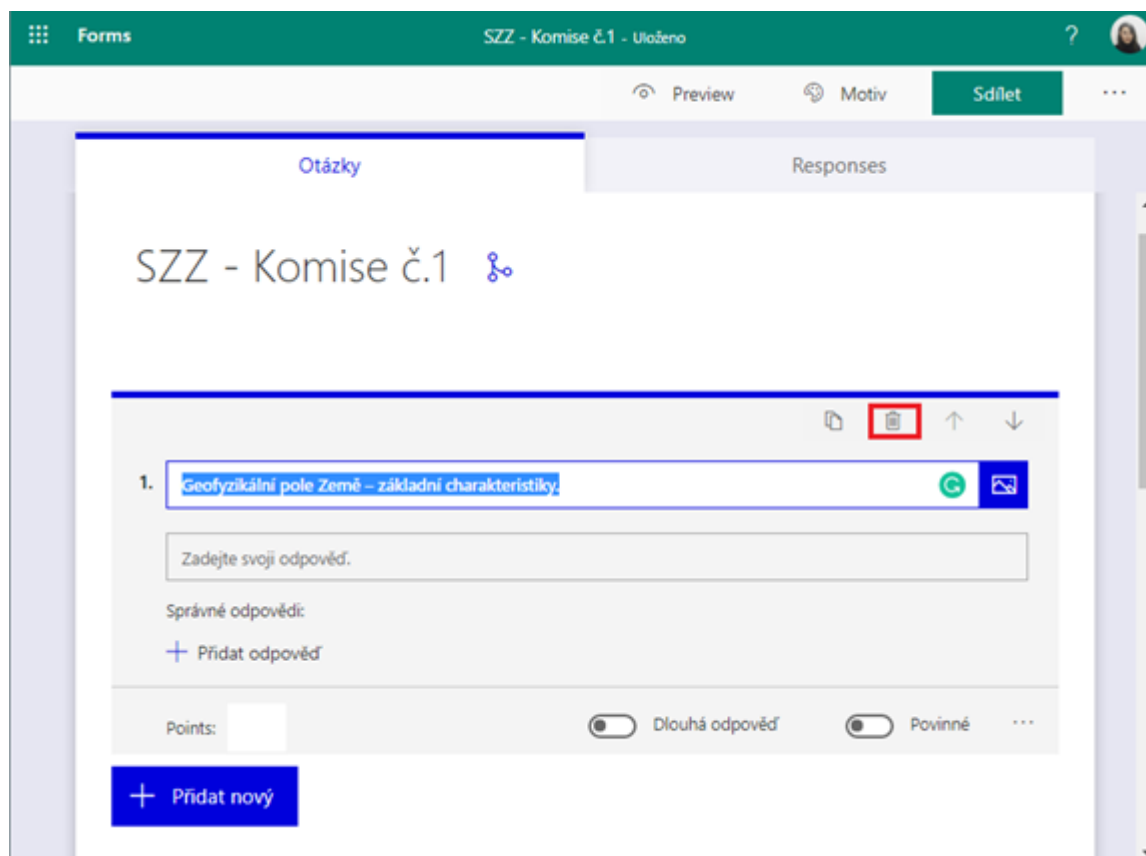 Forms
SZZ - Komise č.1 - Uloženo
?
Preview
Motiv
Sdílet
Otázky
Responses
SZZ - Komise č.1
1.
Geofyzikální pole Země – základní charakteristiky.
Zadejte svoji odpověď.
Správné odpovědi:
Přidat odpověď
Points:
Dlouhá odpověď
Povinné
Přidat nový